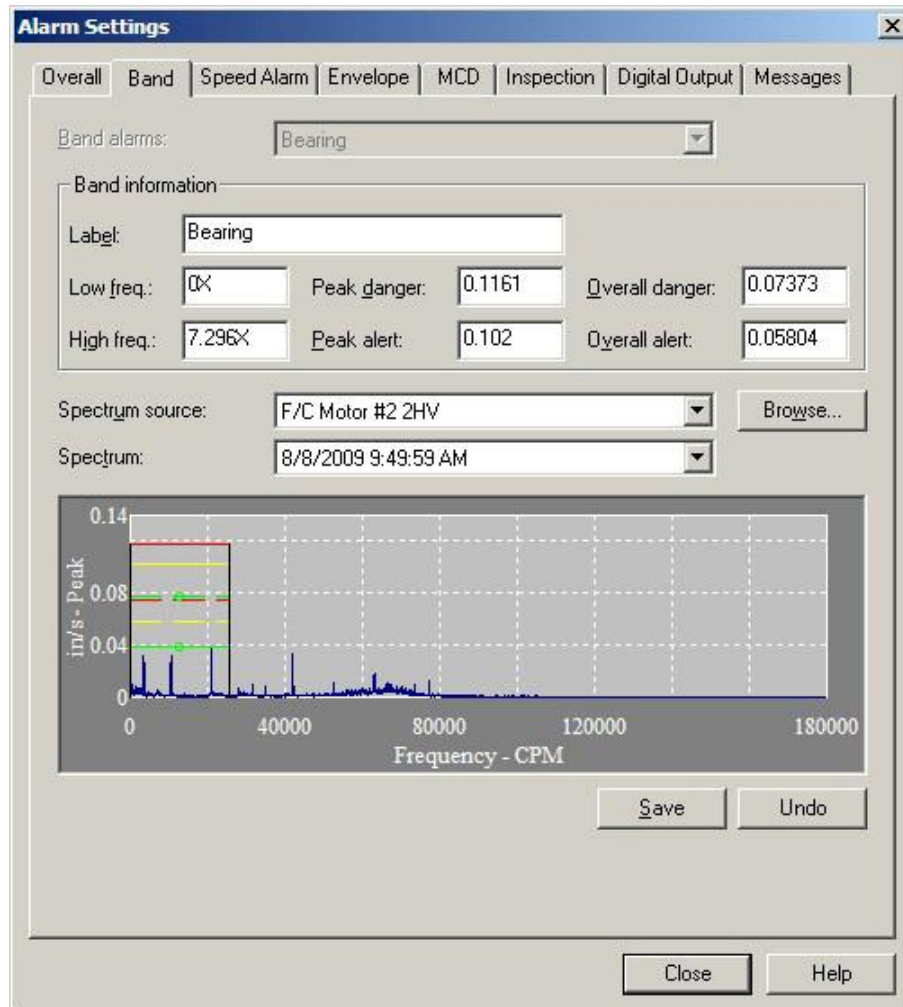 Alarm Settings
Overall Band Speed Alarm Envelope MCD Inspection Digital Output Messages
Band alarms: Bearing
Band information
Label: Bearing
Low freq.: 0X Peak danger: 0.1161 Overall danger: 0.07373
High freq.: 7.296X Peak alert: 0.102 Overall alert: 0.05804
Spectrum source: F/C Motor #2 2HV Browse...
Spectrum: 8/8/2009 9:49:59 AM
0.14
0.08
0.04
0
in/s - Peak
0 40000 80000 120000 180000
Frequency - CPM
Save Undo
Close Help